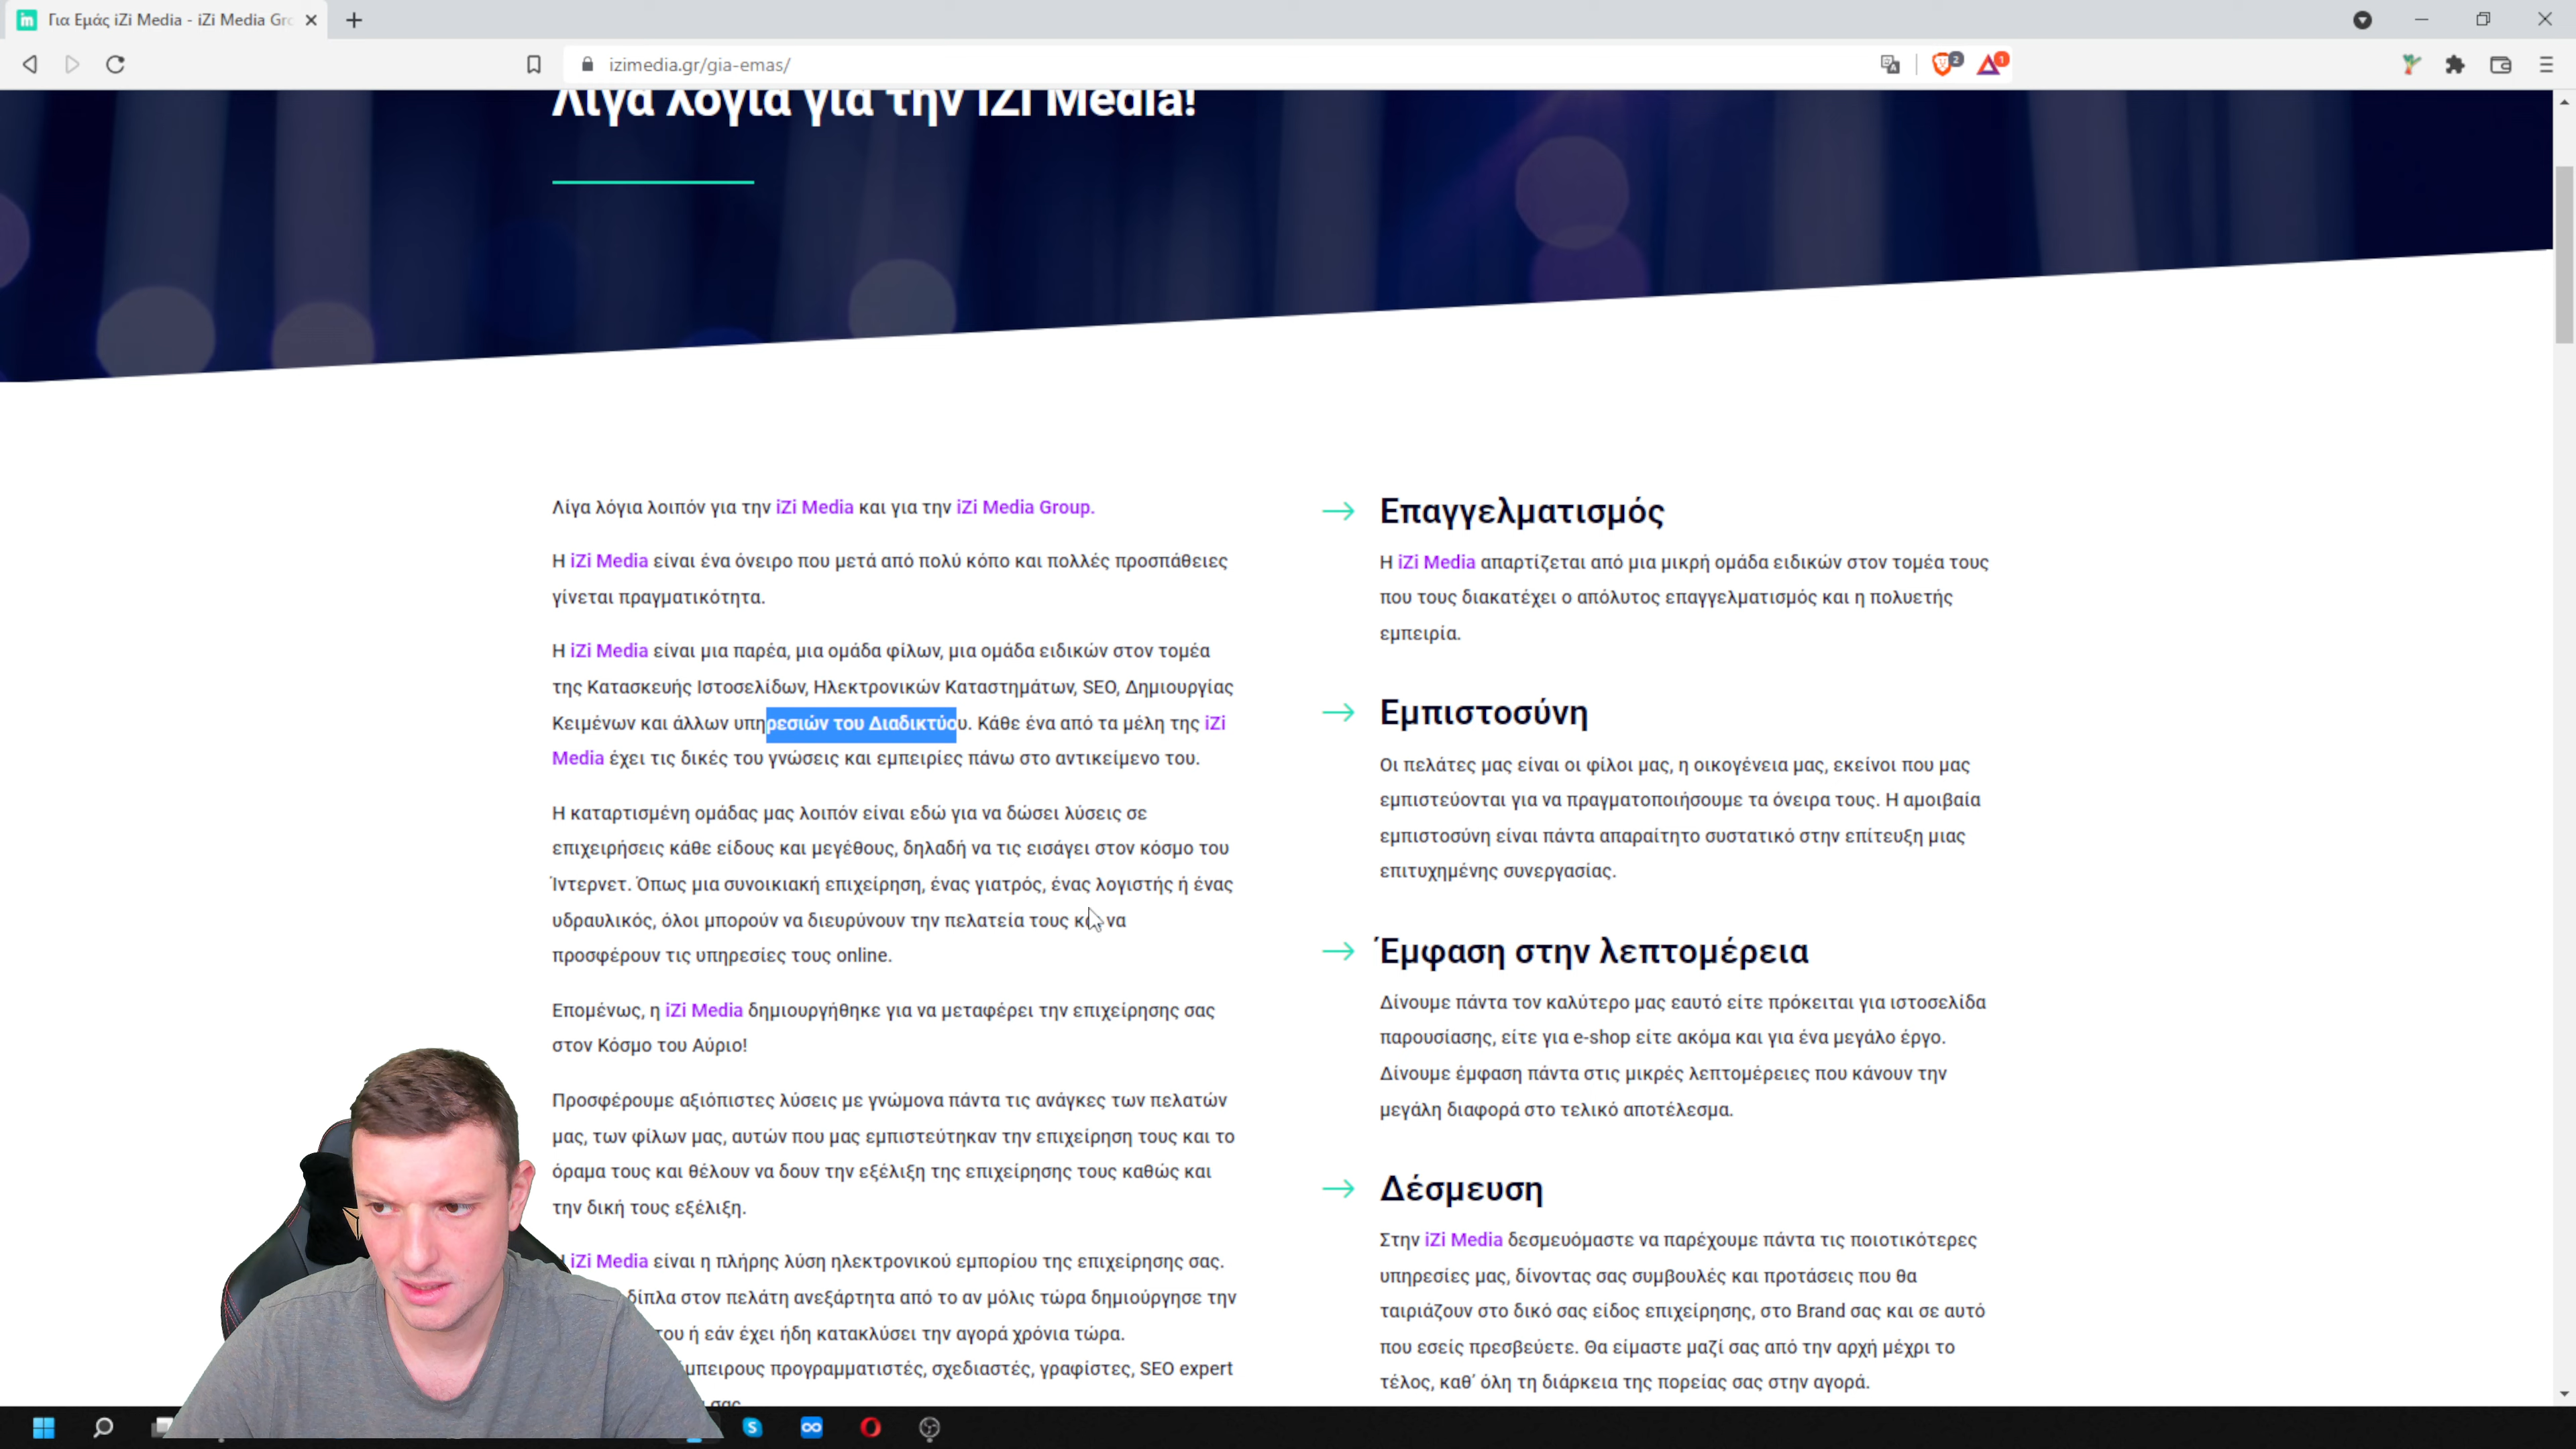 Για Εμάς iZi Media - iZi Media Gr
izimedia.gr/gia-emas/
2
1
Λίγα λόγια για την iZi Media!
Λίγα λόγια λοιπόν για την iZi Media και για την iZi Media Group.
Η iZi Media είναι ένα όνειρο που μετά από πολύ κόπο και πολλές προσπάθειες
γίνεται πραγματικότητα.
Η iZi Media είναι μια παρέα, μια ομάδα φίλων, μια ομάδα ειδικών στον τομέα
της Κατασκευής Ιστοσελίδων, Ηλεκτρονικών Καταστημάτων, SEO, Δημιουργίας
Κειμένων και άλλων υπηρεσιών του Διαδικτύου. Κάθε ένα από τα μέλη της iZi
Media έχει τις δικές του γνώσεις και εμπειρίες πάνω στο αντικείμενο του.
Η καταρτισμένη ομάδας μας λοιπόν είναι εδώ για να δώσει λύσεις σε
επιχειρήσεις κάθε είδους και μεγέθους, δηλαδή να τις εισάγει στον κόσμο του
Ίντερνετ. Όπως μια συνοικιακή επιχείρηση, ένας γιατρός, ένας λογιστής ή ένας
υδραυλικός, όλοι μπορούν να διευρύνουν την πελατεία τους και να
προσφέρουν τις υπηρεσίες τους online.
Επομένως, η iZi Media δημιουργήθηκε για να μεταφέρει την επιχείρησης σας
στον Κόσμο του Αύριο!
Προσφέρουμε αξιόπιστες λύσεις με γνώμονα πάντα τις ανάγκες των πελατών
μας, των φίλων μας, αυτών που μας εμπιστεύτηκαν την επιχείρηση τους και το
όραμα τους και θέλουν να δουν την εξέλιξη της επιχείρησης τους καθώς και
την δική τους εξέλιξη.
iZi Media είναι η πλήρης λύση ηλεκτρονικού εμπορίου της επιχείρησης σας.
δίπλα στον πελάτη ανεξάρτητα από το αν μόλις τώρα δημιούργησε την
του ή εάν έχει ήδη κατακλύσει την αγορά χρόνια τώρα.
μπειρους προγραμματιστές, σχεδιαστές, γραφίστες, SEO expert
σας
Επαγγελματισμός
Η iZi Media απαρτίζεται από μια μικρή ομάδα ειδικών στον τομέα τους
που τους διακατέχει ο απόλυτος επαγγελματισμός και η πολυετής
εμπειρία.
Εμπιστοσύνη
Οι πελάτες μας είναι οι φίλοι μας, η οικογένεια μας, εκείνοι που μας
εμπιστεύονται για να πραγματοποιήσουμε τα όνειρα τους. Η αμοιβαία
εμπιστοσύνη είναι πάντα απαραίτητο συστατικό στην επίτευξη μιας
επιτυχημένης συνεργασίας.
Έμφαση στην λεπτομέρεια
Δίνουμε πάντα τον καλύτερο μας εαυτό είτε πρόκειται για ιστοσελίδα
παρουσίασης, είτε για e-shop είτε ακόμα και για ένα μεγάλο έργο.
Δίνουμε έμφαση πάντα στις μικρές λεπτομέρειες που κάνουν την
μεγάλη διαφορά στο τελικό αποτέλεσμα.
Δέσμευση
Στην iZi Media δεσμευόμαστε να παρέχουμε πάντα τις ποιοτικότερες
υπηρεσίες μας, δίνοντας σας συμβουλές και προτάσεις που θα
ταιριάζουν στο δικό σας είδος επιχείρησης, στο Brand σας και σε αυτό
που εσείς πρεσβεύετε. Θα είμαστε μαζί σας από την αρχή μέχρι το
τέλος, καθ’ όλη τη διάρκεια της πορείας σας στην αγορά.